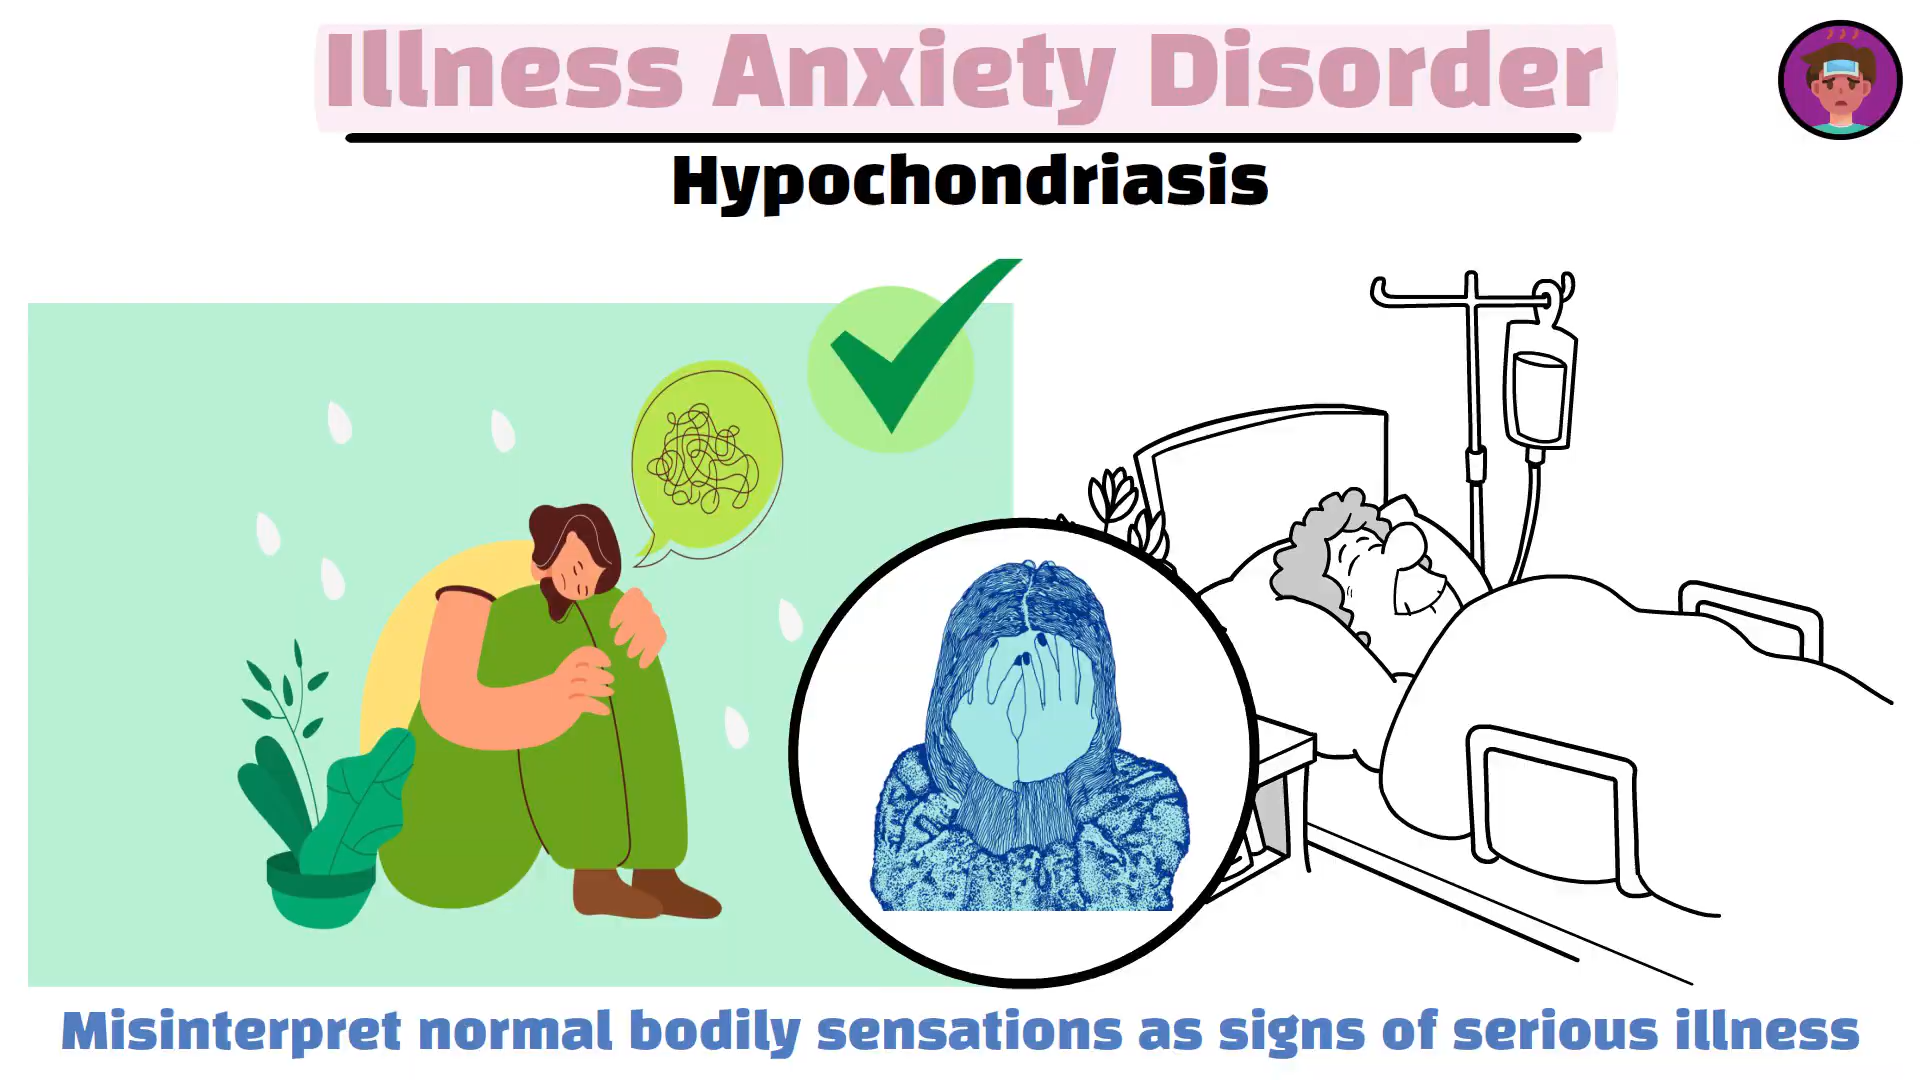 Illness Anxiety Disorder
Hypochondriasis
Misinterpret normal bodily sensations as signs of serious illness